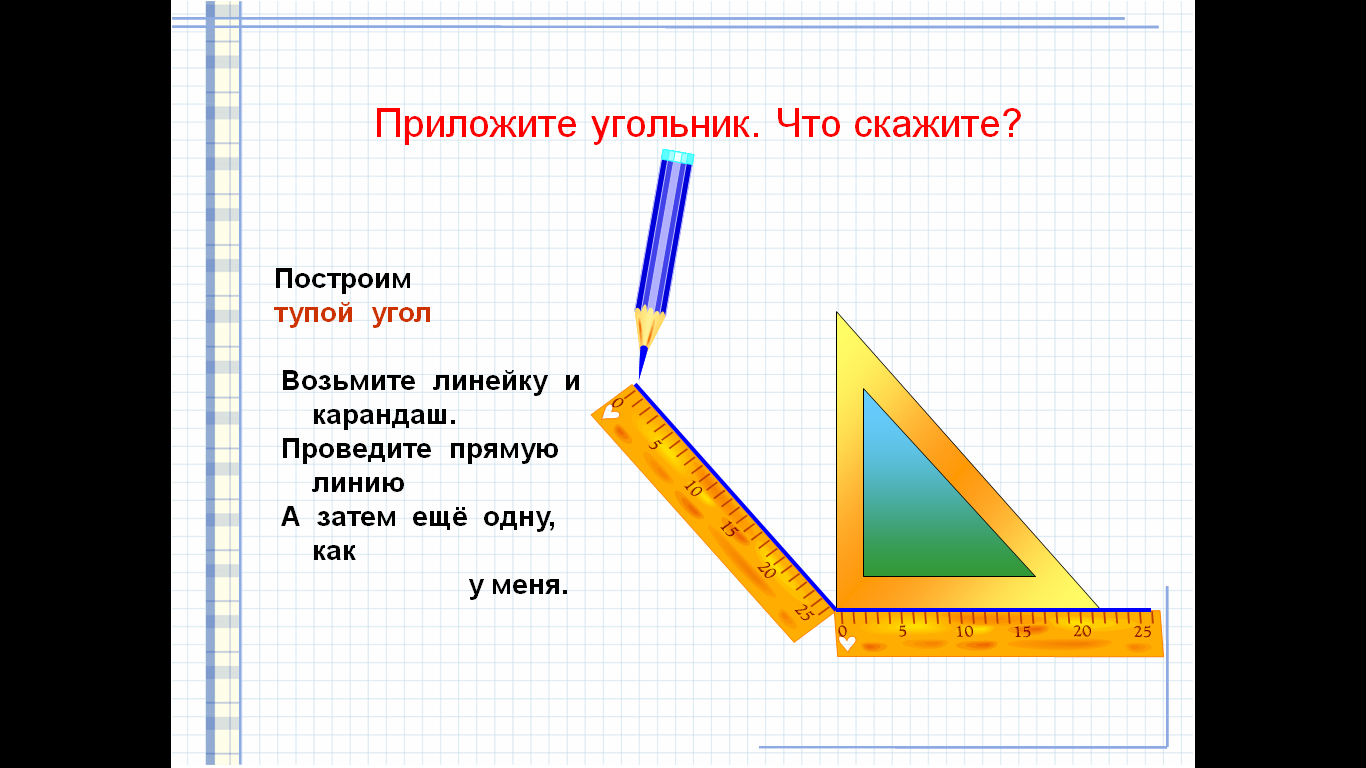 Приложите угольник. Что скажите?
Построим
тупой угол
Возьмите линейку и
карандаш.
Проведите прямую
линию
А затем ещё одну,
как
у меня.
0 5 10 15 20 25
0 5 10 15 20 25